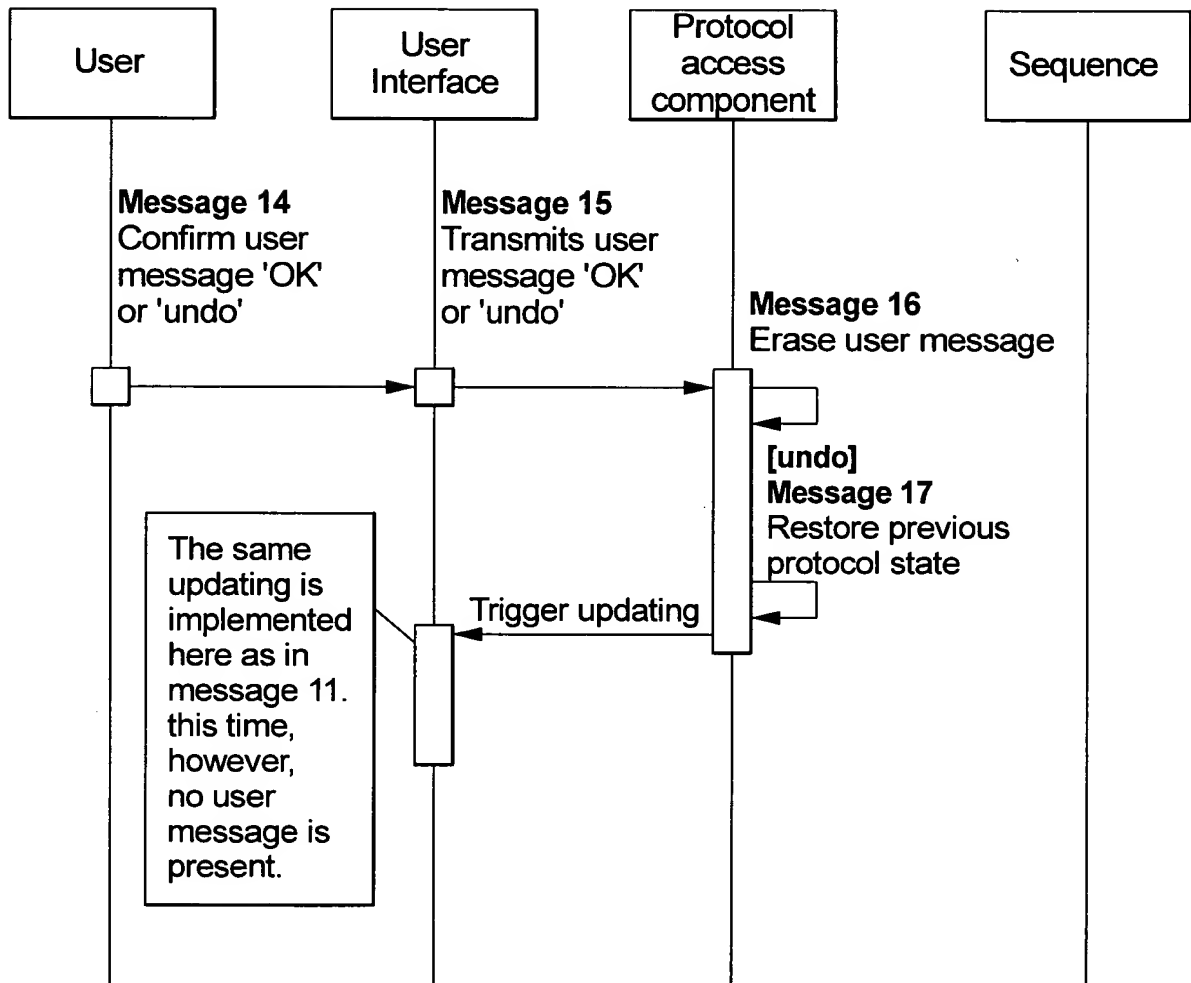 User
User
Interface
Protocol
access
component
Sequence
Message 14
Confirm user
message 'OK'
or 'undo'
Message 15
Transmits user
message 'OK'
or 'undo'
Message 16
Erase user message
[undo]
Message 17
Restore previous
protocol state
Trigger updating
The same
updating is
implemented
here as in
message 11.
this time,
however,
no user
message is
present.